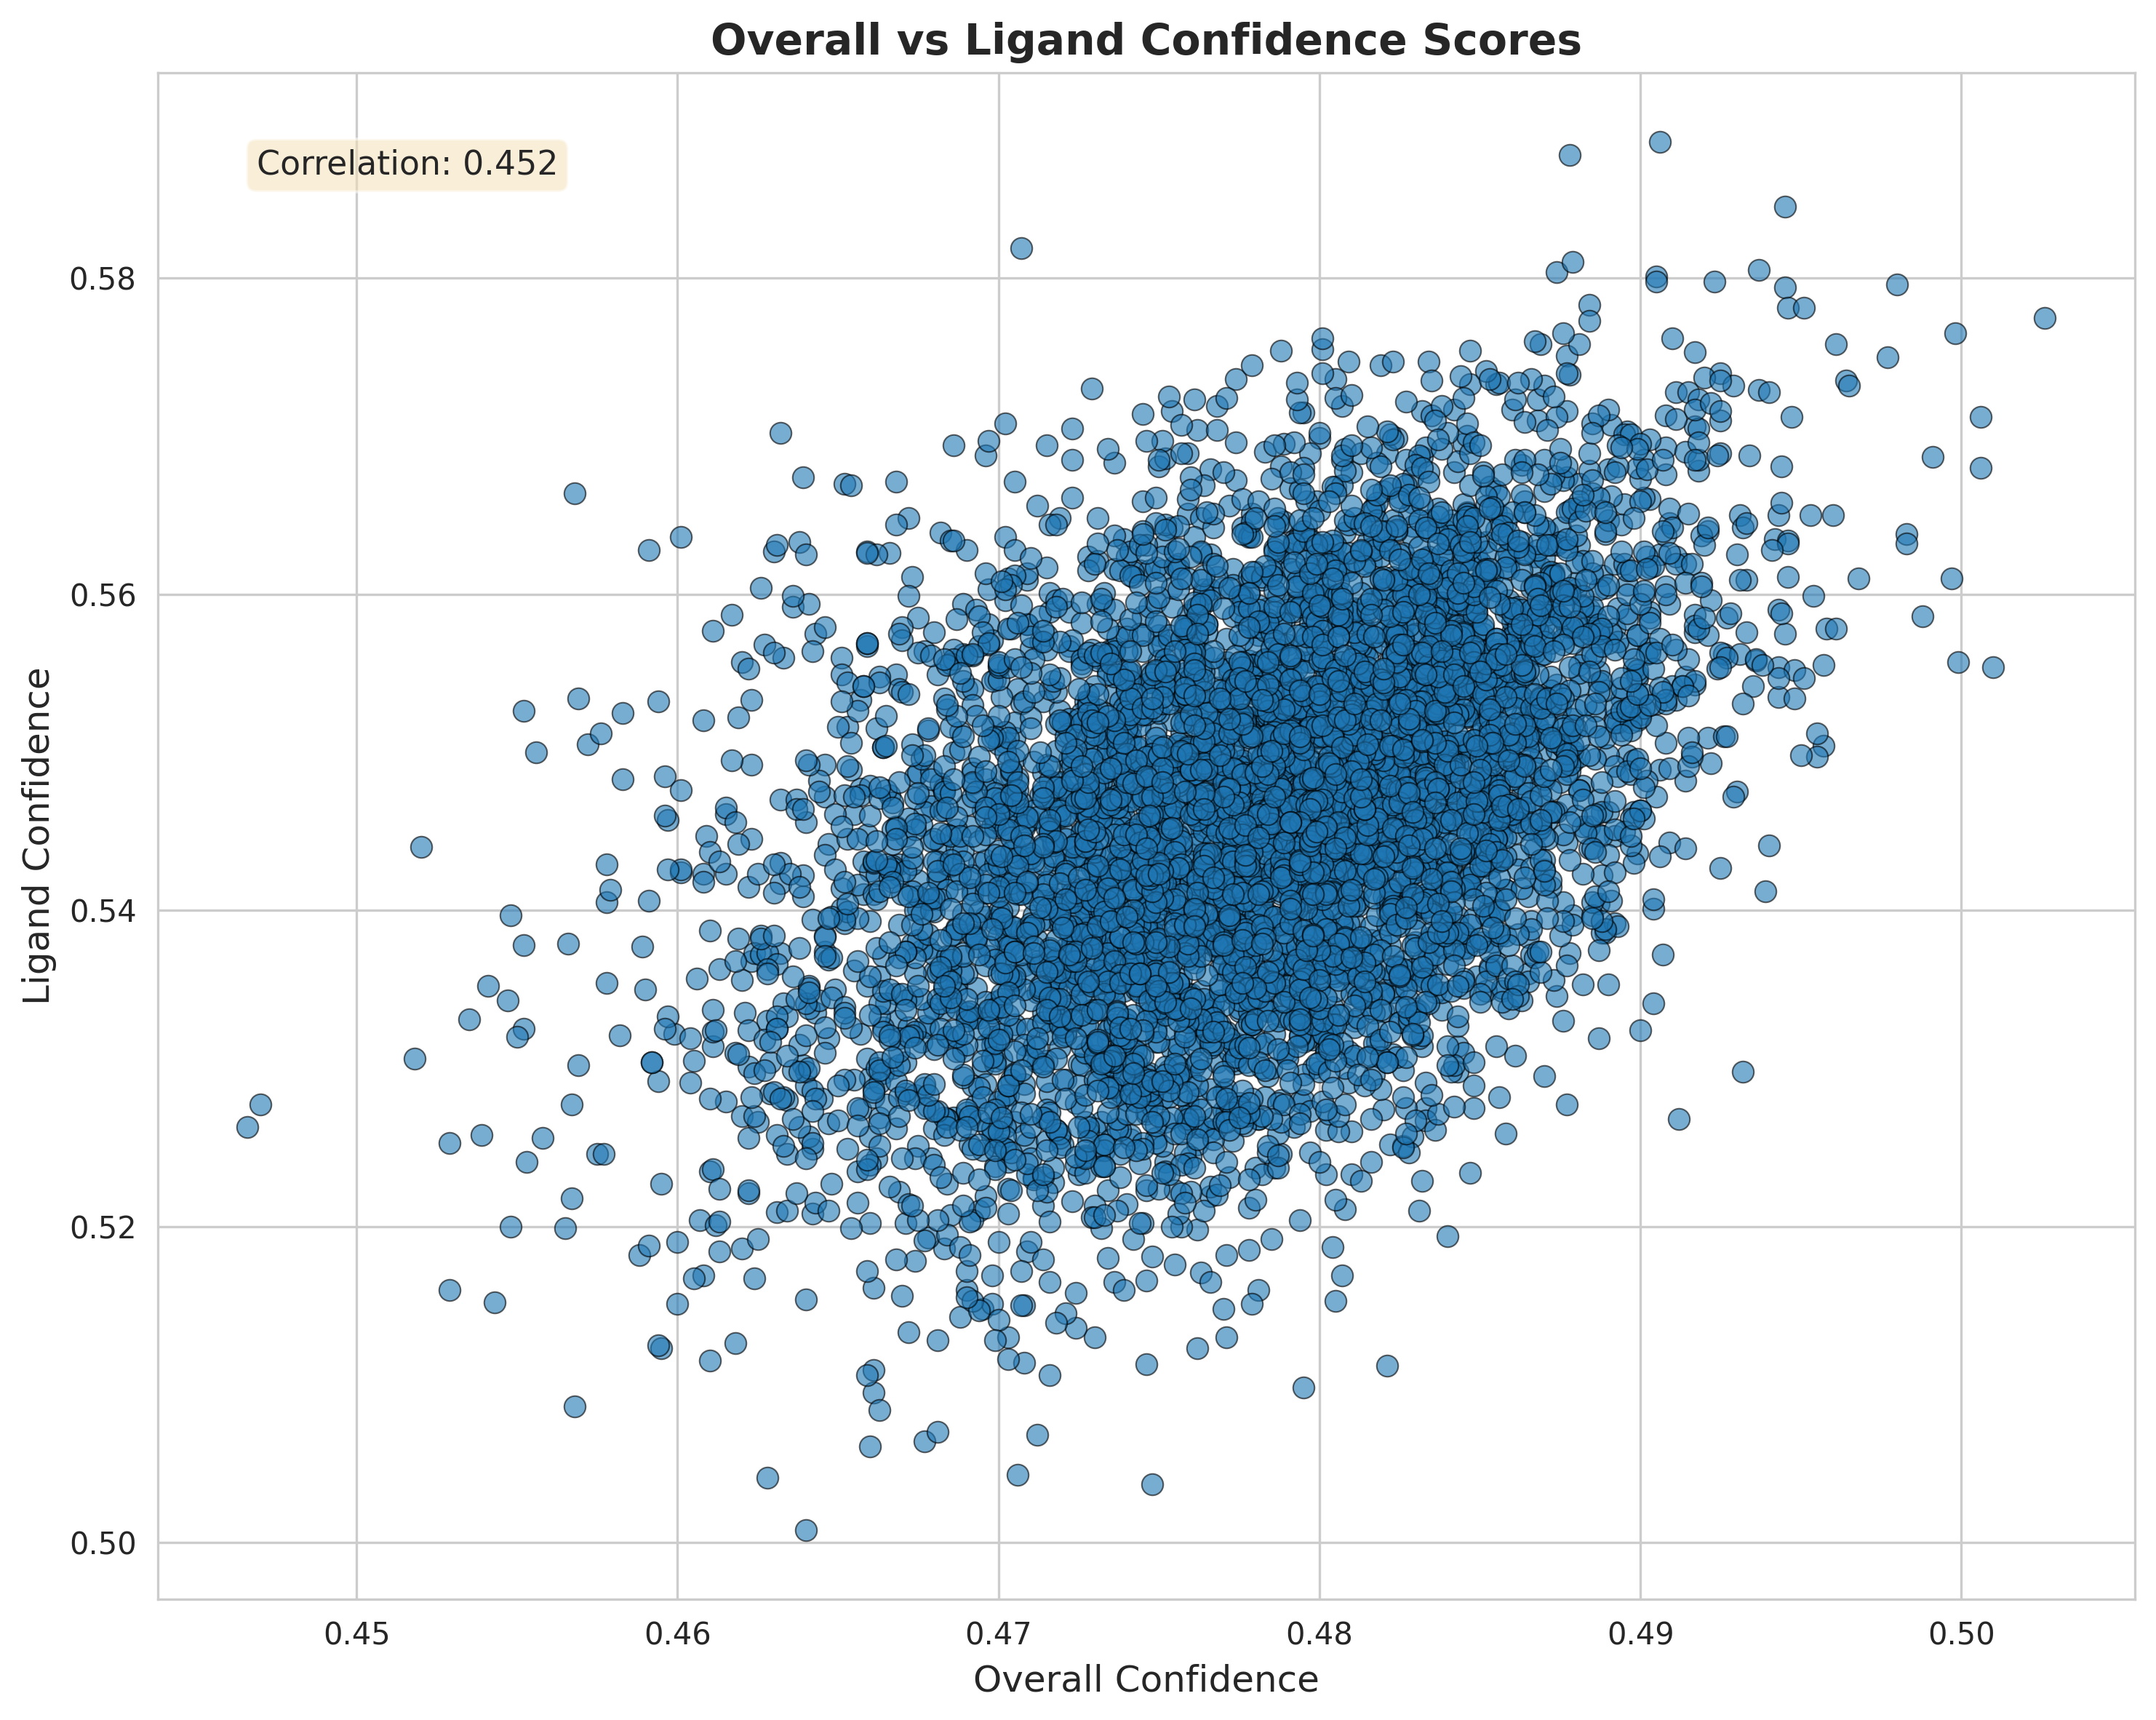 Overall vs Ligand Confidence Scores
Correlation: 0.452
Ligand Confidence
0.58
0.56
0.54
0.52
0.50
0.45 0.46 0.47 0.48 0.49 0.50
Overall Confidence